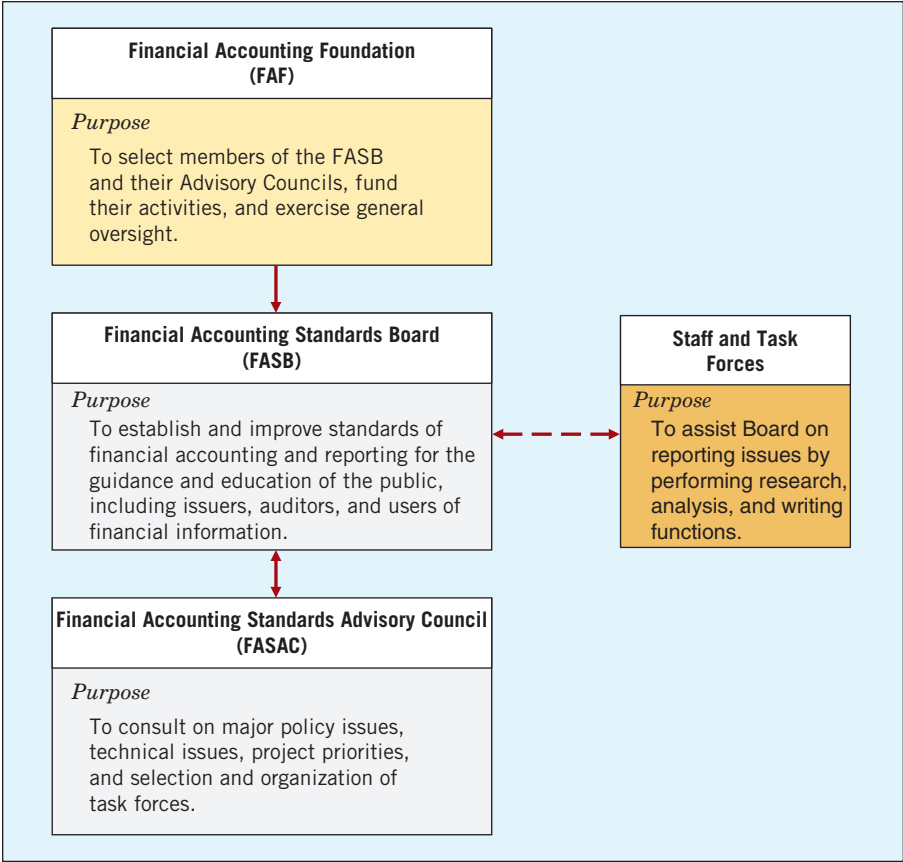 Financial Accounting Foundation
(FAF)
Purpose
To select members of the FASB
and their Advisory Councils, fund
their activities, and exercise general
oversight.
Financial Accounting Standards Board
(FASB)
Purpose
To establish and improve standards of
financial accounting and reporting for the
guidance and education of the public,
including issuers, auditors, and users of
financial information.
Staff and Task
Forces
Purpose
To assist Board on
reporting issues by
performing research,
analysis, and writing
functions.
Financial Accounting Standards Advisory Council
(FASAC)
Purpose
To consult on major policy issues,
technical issues, project priorities,
and selection and organization of
task forces.